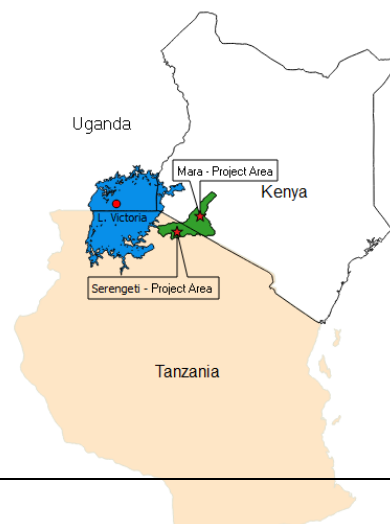 Uganda
Mara - Project Area
Kenya
L. Victoria
Serengeti - Project Area
Tanzania